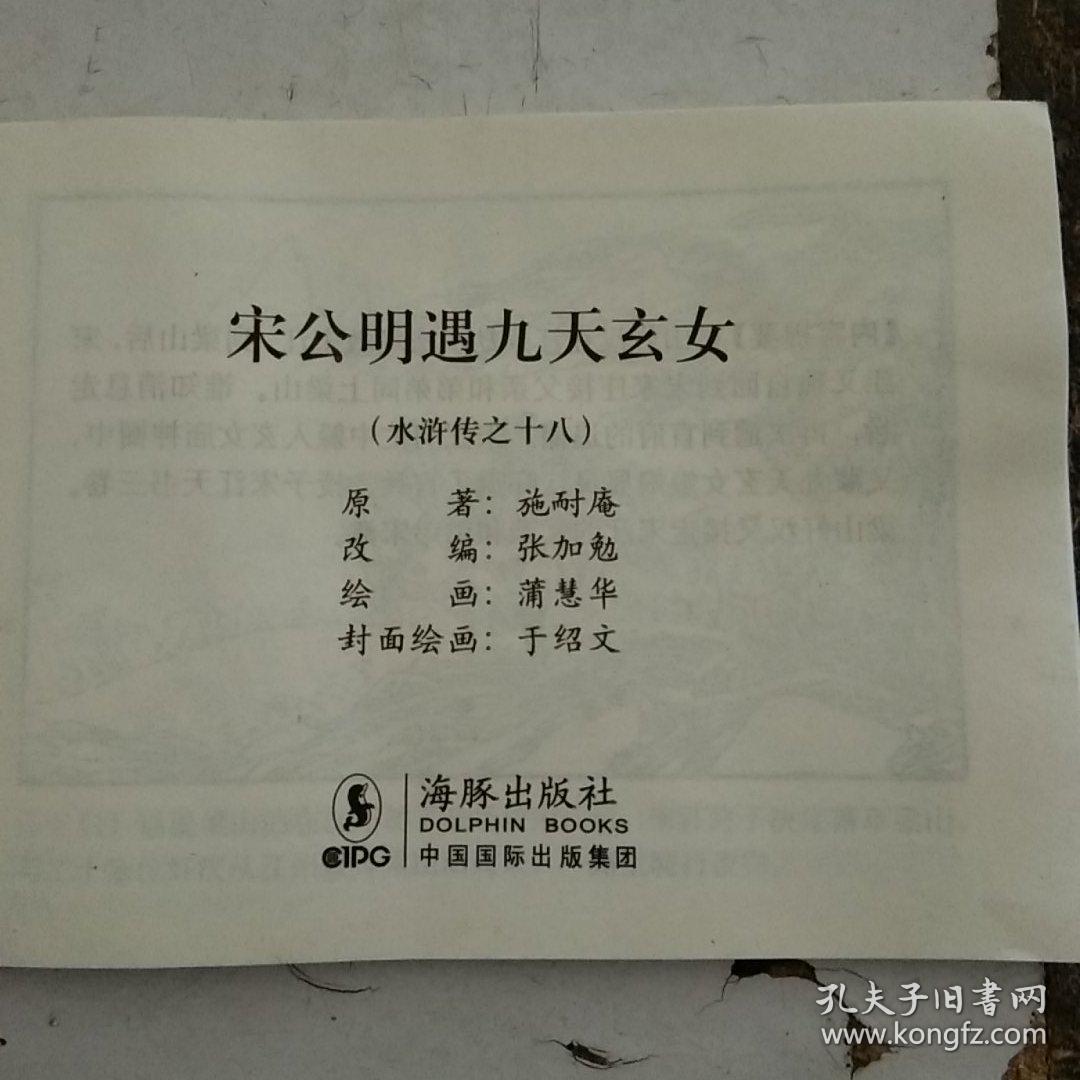 宋公明遇九天玄女
（水浒传之十八）
原 著：施耐庵
改 编：张加勉
绘 画：蒲慧华
封面绘画：于绍文
海豚出版社
DOLPHIN BOOKS
CIPG
中国国际出版集团
孔夫子旧書网
www.kongfz.com